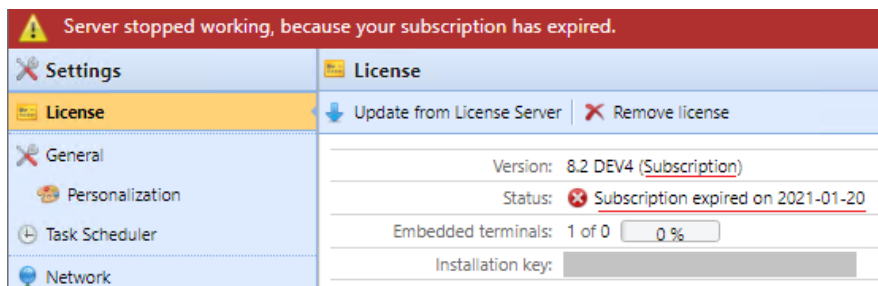 Server stopped working, because your subscription has expired.
Settings
License
License
Update from License Server
Remove license
General
Personalization
Task Scheduler
Network
Version: 8.2 DEV4 (Subscription)
Status: Subscription expired on 2021-01-20
Embedded terminals: 1 of 0 0 %
Installation key: